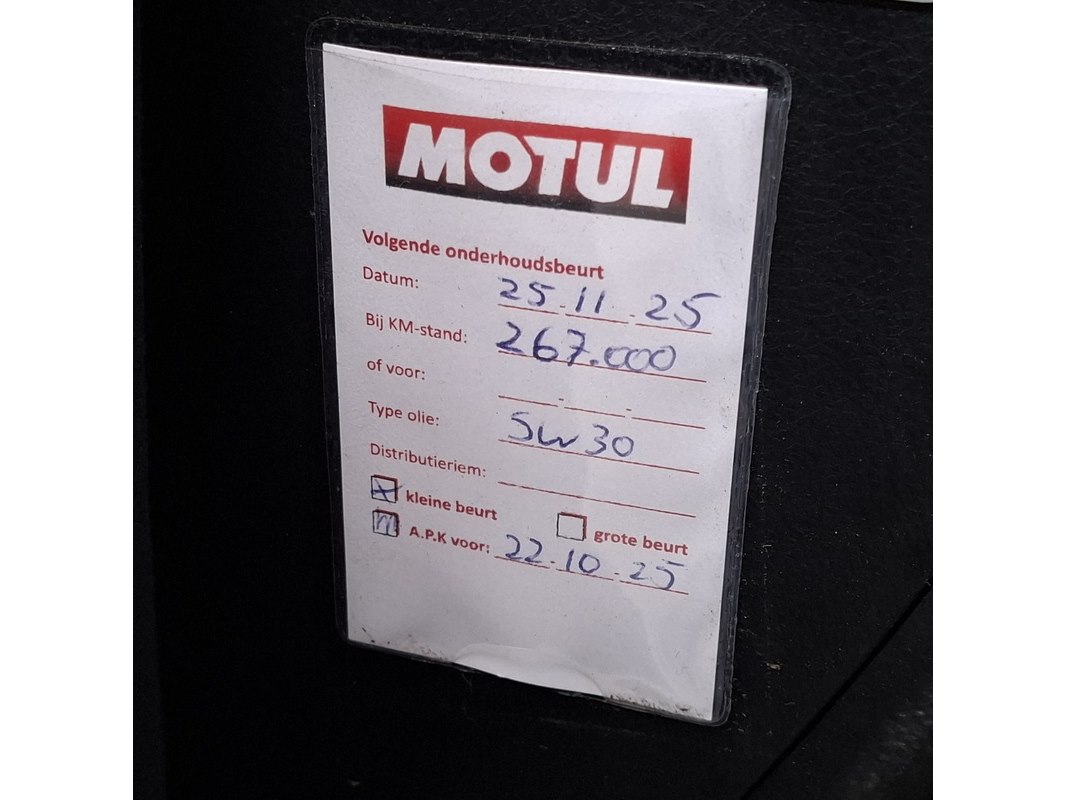 MOTUL
Volgende onderhoudsbeurt
Datum: 25-11-25
Bij KM-stand: 267.000
of voor: - -
Type olie: 5W30
Distributieriem:
kleine beurt grote beurt
A.P.K voor: 22-10-25